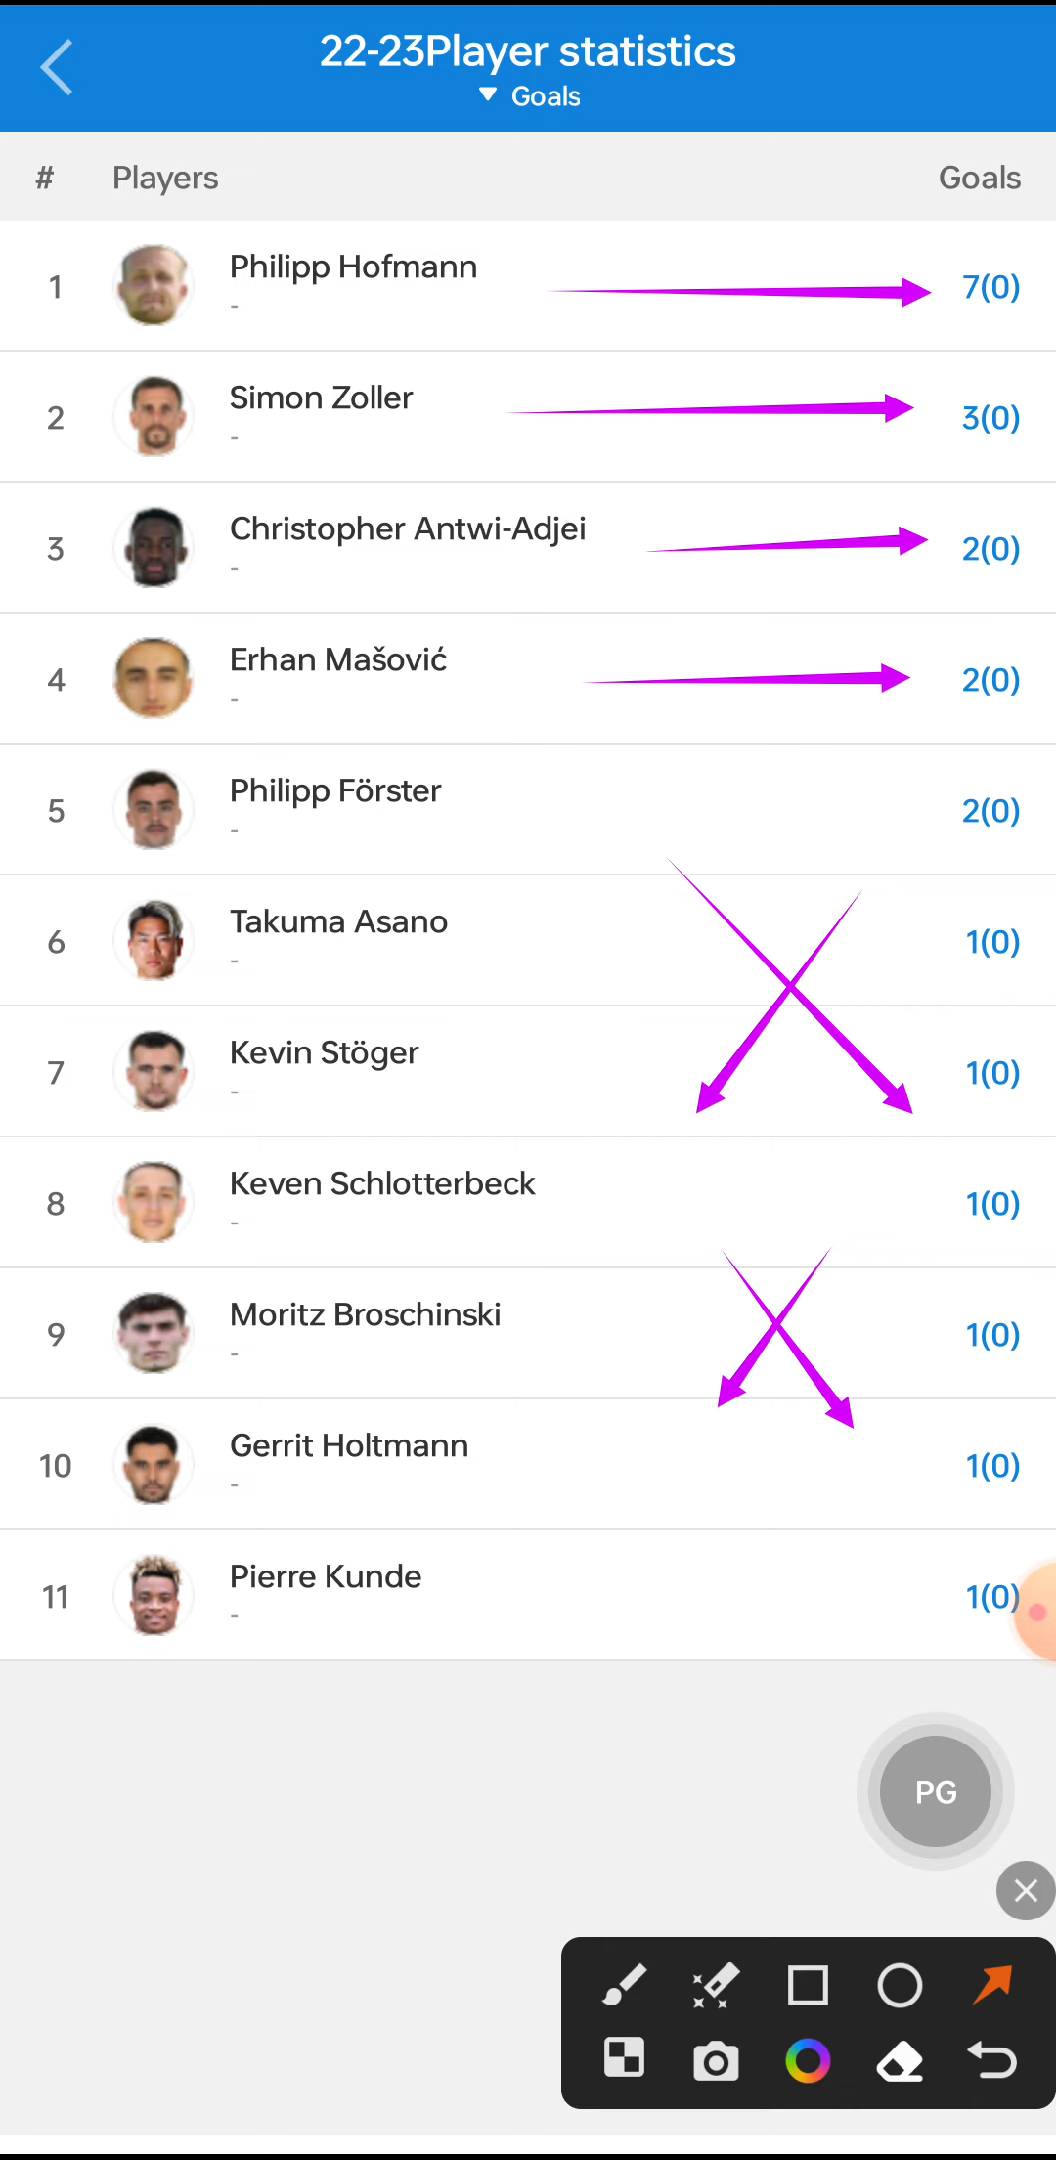 22-23Player statistics
Goals
# Players Goals
1 Philipp Hofmann 7(0)
-
2 Simon Zoller 3(0)
-
3 Christopher Antwi-Adjei 2(0)
-
4 Erhan Mašović 2(0)
-
5 Philipp Förster 2(0)
-
6 Takuma Asano 1(0)
-
7 Kevin Stöger 1(0)
-
8 Keven Schlotterbeck 1(0)
-
9 Moritz Broschinski 1(0)
-
10 Gerrit Holtmann 1(0)
-
11 Pierre Kunde 1(0)
-
PG